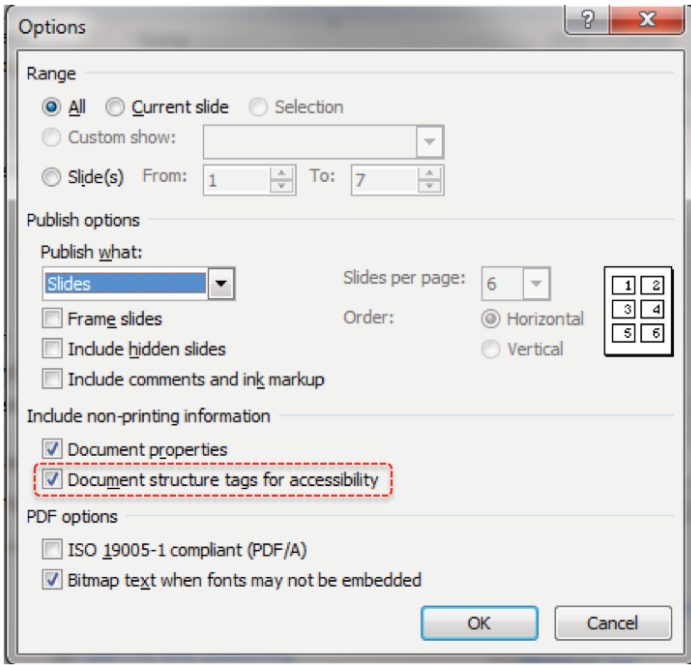 Options
?
X
Range
All Current slide Selection
Custom show:
Slide(s) From: 1 To: 7
Publish options
Publish what:
Slides Slides per page: 6
Frame slides Order: Horizontal
Include hidden slides Vertical
Include comments and ink markup
1 2
3 4
5 6
Include non-printing information
Document properties
Document structure tags for accessibility
PDF options
ISO 19005-1 compliant (PDF/A)
Bitmap text when fonts may not be embedded
OK Cancel